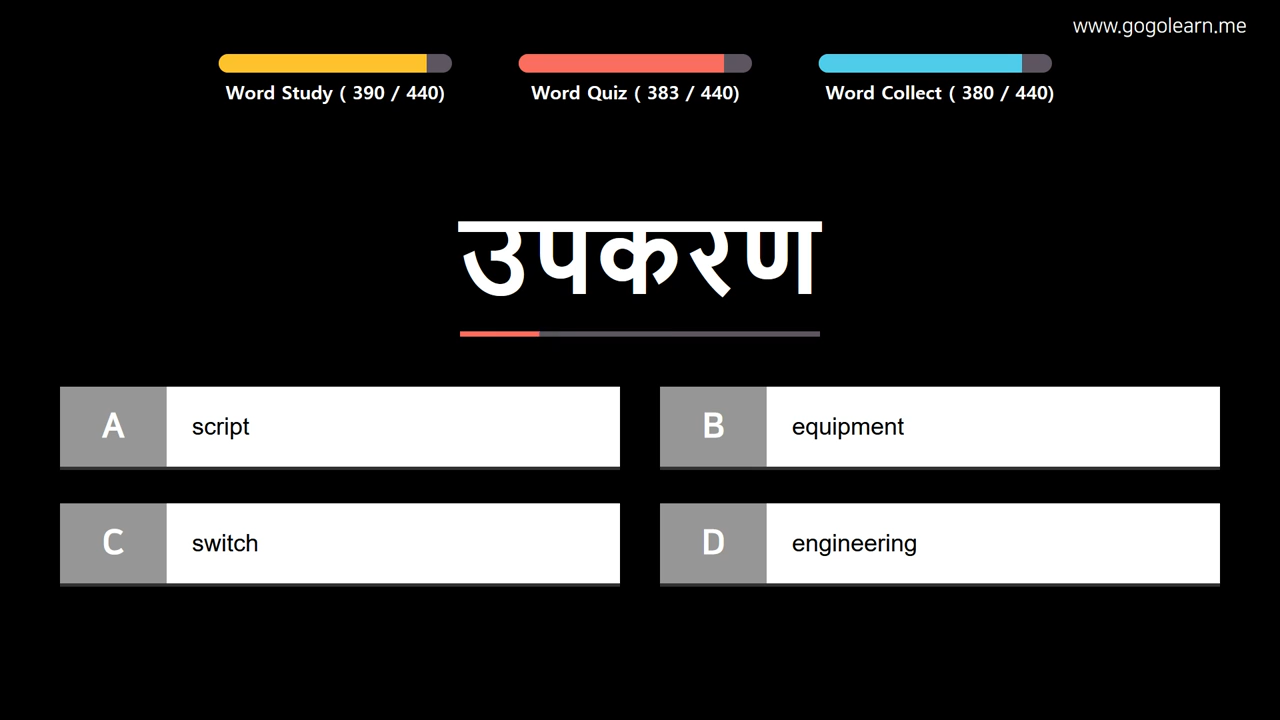 www.gogolearn.me
Word Study ( 390 / 440)
Word Quiz ( 383 / 440)
Word Collect ( 380 / 440)
उपकरण
A script
B equipment
C switch
D engineering